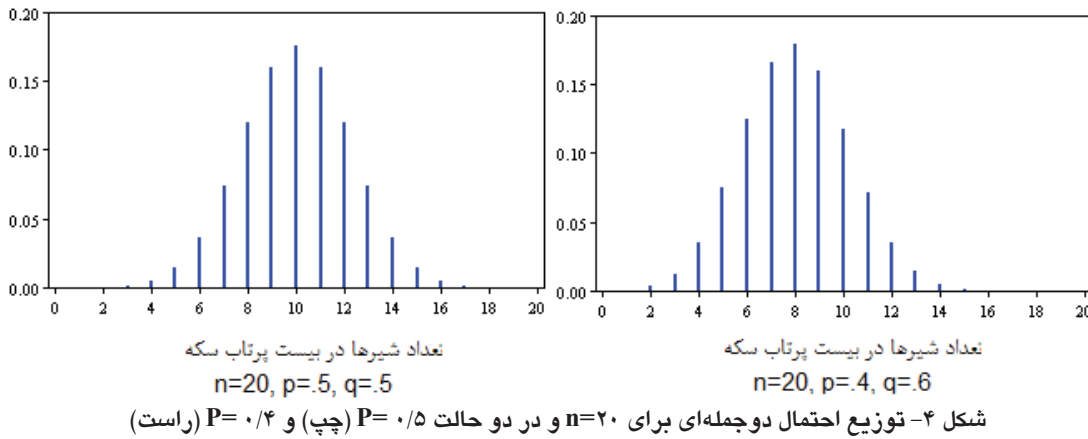 0.20
0.15
0.10
0.05
0.00
0 2 4 6 8 10 12 14 16 18 20
تعداد شیرها در بیست پرتاب سکه
n=20, p=.5, q=.5
0.20
0.15
0.10
0.05
0.00
0 2 4 6 8 10 12 14 16 18 20
تعداد شیرها در بیست پرتاب سکه
n=20, p=.4, q=.6
شکل ۴- توزیع احتمال دوجمله‌ای برای n=۲۰ و در دو حالت P= ۰/۵ (چپ) و P= ۰/۴ (راست)